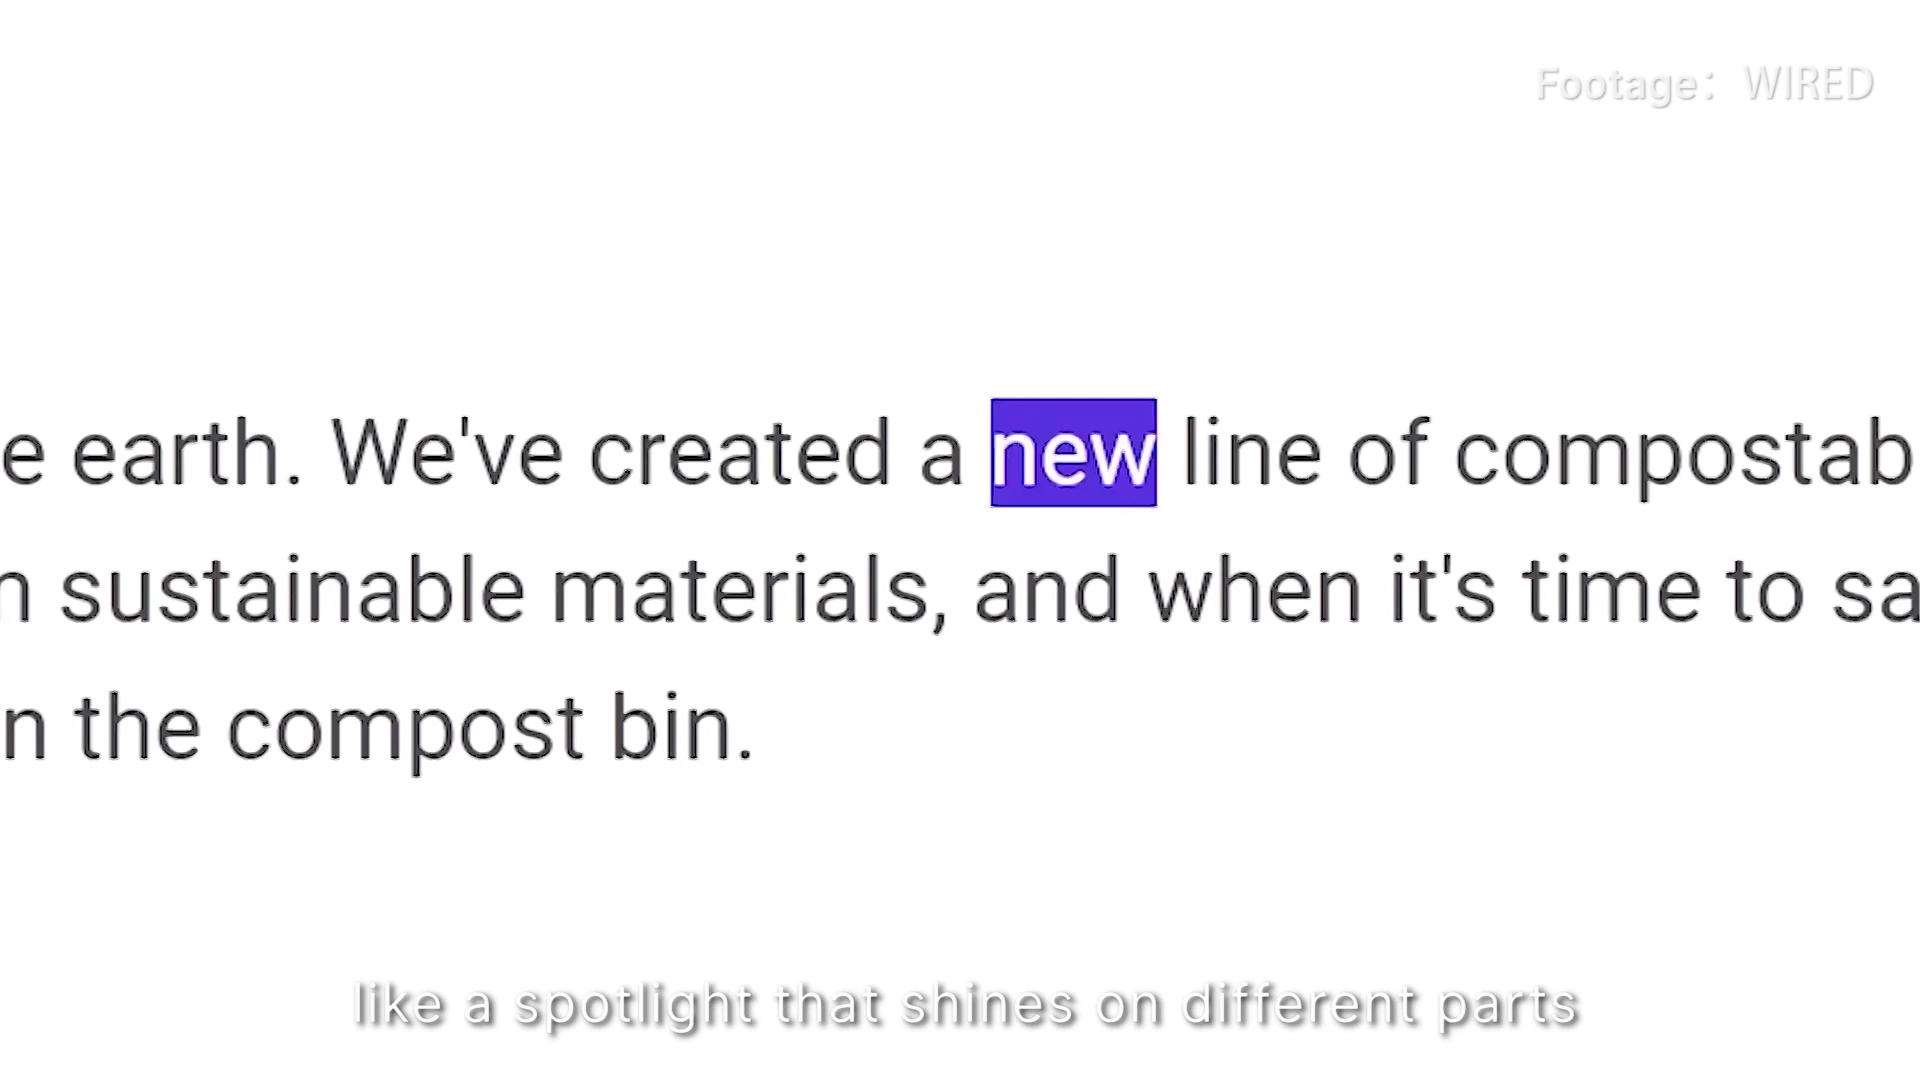 Footage: WIRED
e earth. We've created a new line of compostab
n sustainable materials, and when it's time to sa
n the compost bin.
like a spotlight that shines on different parts